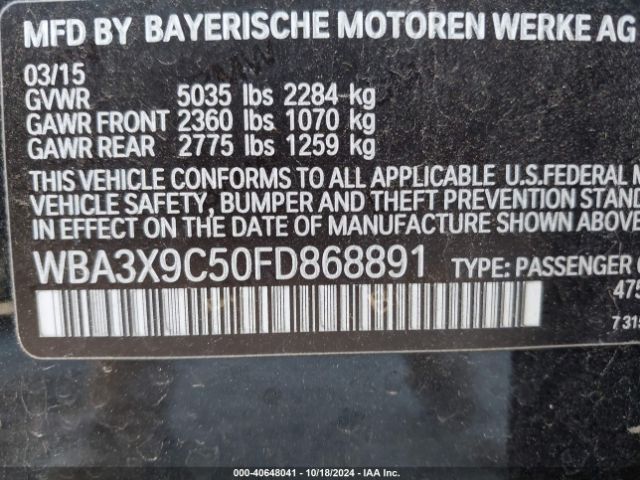 MFD BY BAYERISCHE MOTOREN WERKE AG
03/15
GVWR 5035 lbs 2284 kg
GAWR FRONT 2360 lbs 1070 kg
GAWR REAR 2775 lbs 1259 kg
THIS VEHICLE CONFORMS TO ALL APPLICABLE U.S.FEDERAL M
VEHICLE SAFETY, BUMPER AND THEFT PREVENTION STAND
IN EFFECT ON THE DATE OF MANUFACTURE SHOWN ABOVE
WBA3X9C50FD868891 TYPE: PASSENGER
475
7315
000-40648041 | 10/18/2024 | IAA Inc.